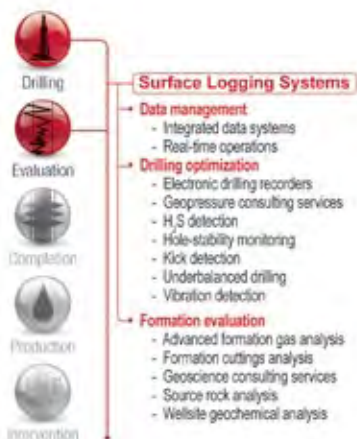 Drilling
Evaluation
Completion
Production
Intervention
Surface Logging Systems
Data management
- Integrated data systems
- Real-time operations
Drilling optimization
- Electronic drilling recorders
- Geopressure consulting services
- H₂S detection
- Hole-stability monitoring
- Kick detection
- Underbalanced drilling
- Vibration detection
Formation evaluation
- Advanced formation gas analysis
- Formation cuttings analysis
- Geoscience consulting services
- Source rock analysis
- Wellsite geochemical analysis